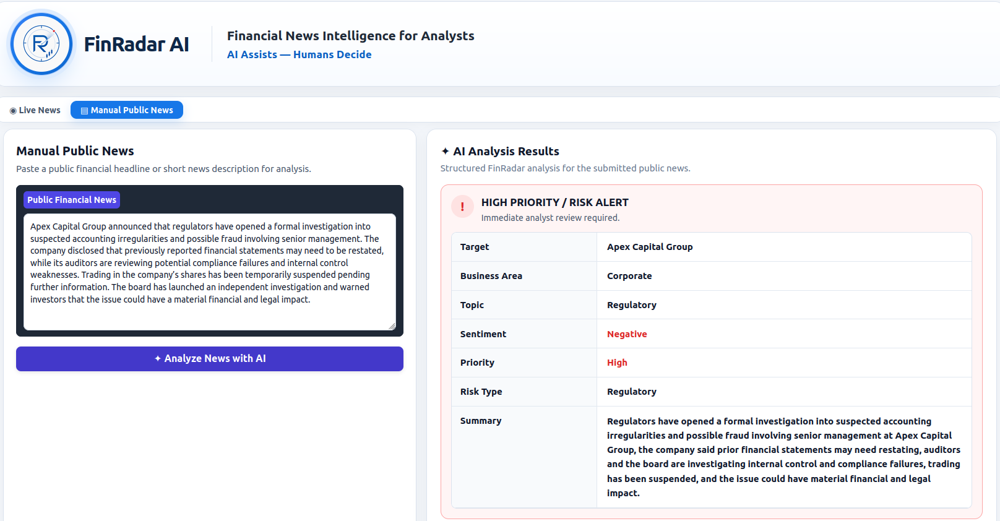 FinRadar AI
Financial News Intelligence for Analysts
AI Assists — Humans Decide
◉ Live News
▤ Manual Public News
Manual Public News
Paste a public financial headline or short news description for analysis.
Public Financial News
Apex Capital Group announced that regulators have opened a formal investigation into
suspected accounting irregularities and possible fraud involving senior management. The
company disclosed that previously reported financial statements may need to be restated,
while its auditors are reviewing potential compliance failures and internal control
weaknesses. Trading in the company’s shares has been temporarily suspended pending
further information. The board has launched an independent investigation and warned
investors that the issue could have a material financial and legal impact.
✦ Analyze News with AI
✦ AI Analysis Results
Structured FinRadar analysis for the submitted public news.
! HIGH PRIORITY / RISK ALERT
Immediate analyst review required.
Target Apex Capital Group
Business Area Corporate
Topic Regulatory
Sentiment Negative
Priority High
Risk Type Regulatory
Summary Regulators have opened a formal investigation into suspected accounting
irregularities and possible fraud involving senior management at Apex Capital
Group, the company said prior financial statements may need restating, auditors
and the board are investigating internal control and compliance failures, trading
has been suspended, and the issue could have material financial and legal
impact.